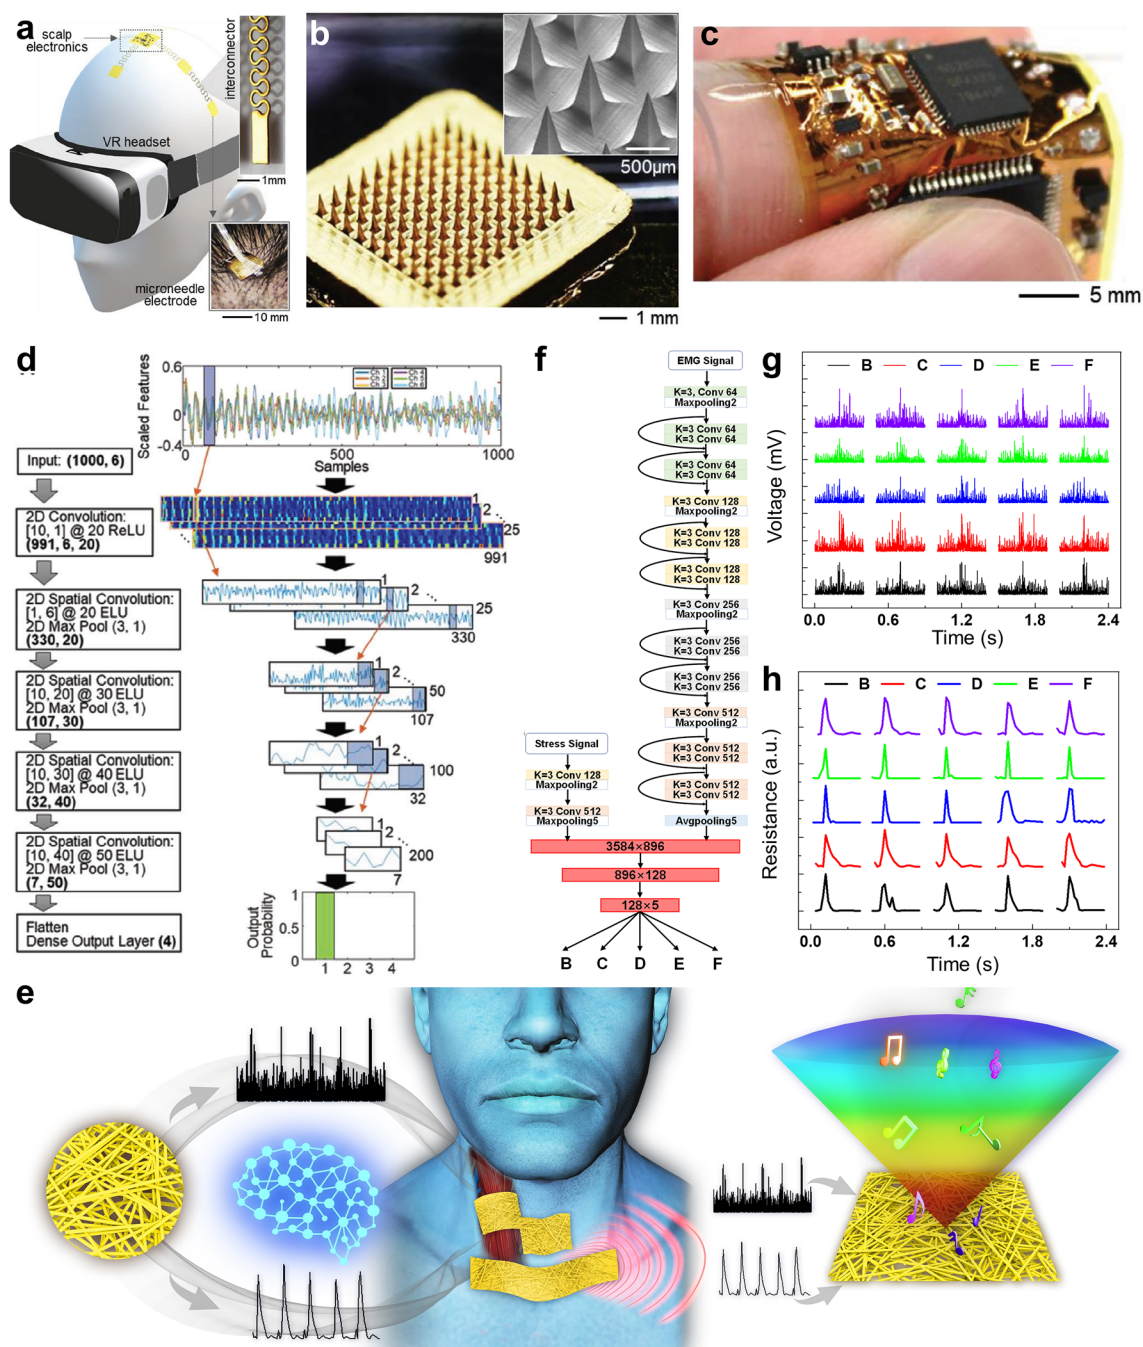 a
scalp
electronics
VR headset
interconnector
1mm
microneedle
electrode
10 mm
b
500μm
1 mm
c
5 mm
d
Scaled Features
0.6
0
-0.4
0
500
1000
Samples
Input: (1000, 6)
2D Convolution:
[10, 1] @ 20 ReLU
(991, 6, 20)
2D Spatial Convolution:
[1, 6] @ 20 ELU
2D Max Pool (3, 1)
(330, 20)
2D Spatial Convolution:
[10, 20] @ 30 ELU
2D Max Pool (3, 1)
(107, 30)
2D Spatial Convolution:
[10, 30] @ 40 ELU
2D Max Pool (3, 1)
(32, 40)
2D Spatial Convolution:
[10, 40] @ 50 ELU
2D Max Pool (3, 1)
(7, 50)
Flatten
Dense Output Layer (4)
1
2
25
991
1
2
25
330
1
2
50
107
1
2
100
32
1
2
200
7
Output
Probability
1
0.5
0
1 2 3 4
f
EMG Signal
K=3, Conv 64
Maxpooling2
K=3 Conv 64
K=3 Conv 64
K=3 Conv 64
K=3 Conv 64
K=3 Conv 128
Maxpooling2
K=3 Conv 128
K=3 Conv 128
K=3 Conv 128
K=3 Conv 128
K=3 Conv 256
Maxpooling2
K=3 Conv 256
K=3 Conv 256
K=3 Conv 256
K=3 Conv 256
K=3 Conv 512
Maxpooling2
K=3 Conv 512
K=3 Conv 512
K=3 Conv 512
K=3 Conv 512
Avgpooling5
Stress Signal
K=3 Conv 128
Maxpooling2
K=3 Conv 512
Maxpooling5
3584×896
896×128
128×5
B C D E F
g
B C D E F
Voltage (mV)
0.0 0.6 1.2 1.8 2.4
Time (s)
h
B C D E F
Resistance (a.u.)
0.0 0.6 1.2 1.8 2.4
Time (s)
e